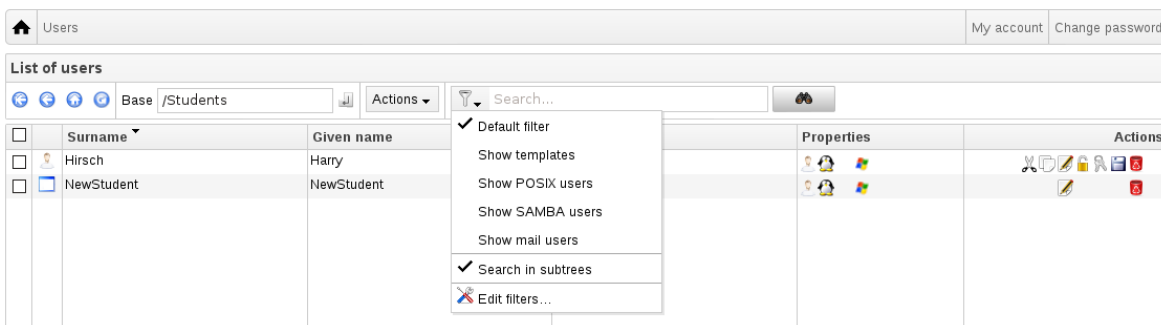 Users My account Change password
List of users
Base /Students Actions Search...
Surname Given name Properties Actions
Default filter
Hirsch Harry
Show templates
NewStudent NewStudent
Show POSIX users
Show SAMBA users
Show mail users
Search in subtrees
Edit filters...